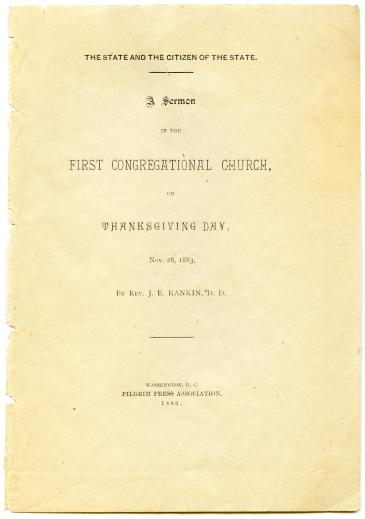 THE STATE AND THE CITIZEN OF THE STATE.
A Sermon
IN THE
FIRST CONGREGATIONAL CHURCH,
ON
THANKSGIVING DAY,
Nov. 28, 1883,
By Rev. J. E. RANKIN, D. D.
WASHINGTON, D. C.
PILGRIM PRESS ASSOCIATION,
1883.